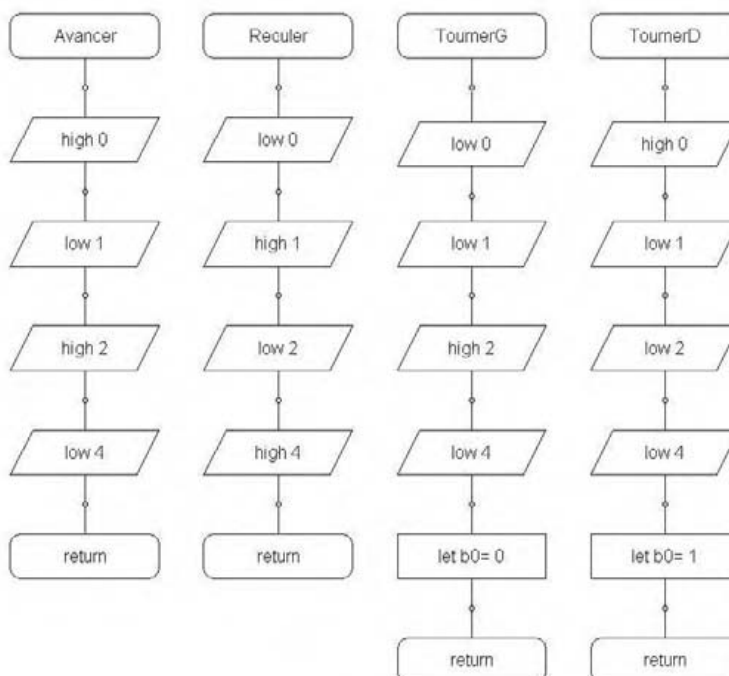 Avancer
high 0
low 1
high 2
low 4
return
Reculer
low 0
high 1
low 2
high 4
return
TournerG
low 0
low 1
high 2
low 4
let b0= 0
return
TournerD
high 0
low 1
low 2
low 4
let b0= 1
return